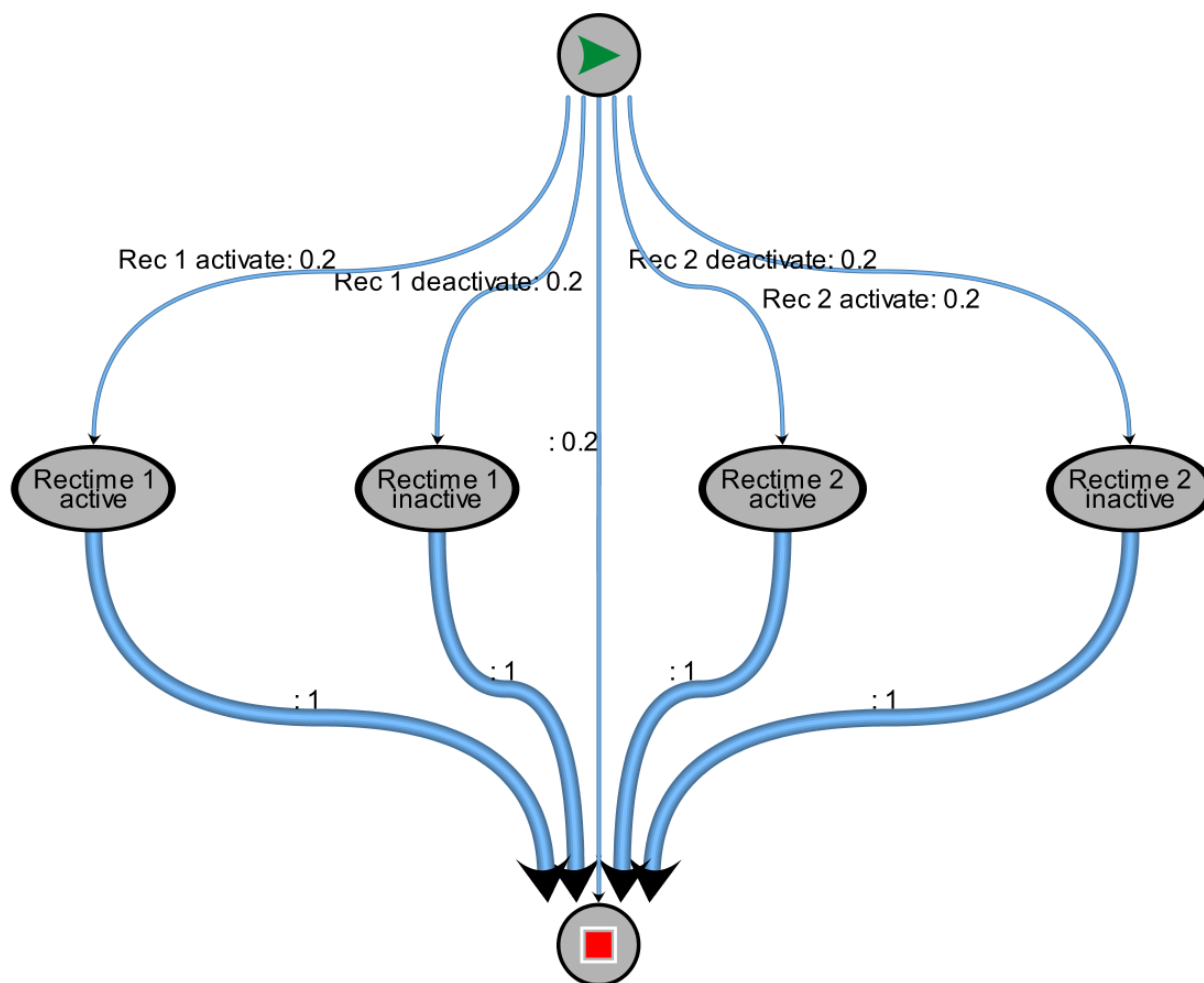 Rec 1 activate: 0.2
Rec 2 deactivate: 0.2
Rec 1 deactivate: 0.2
Rec 2 activate: 0.2
: 0.2
Rectime 1
active
Rectime 1
inactive
Rectime 2
active
Rectime 2
inactive
: 1
: 1
: 1
: 1